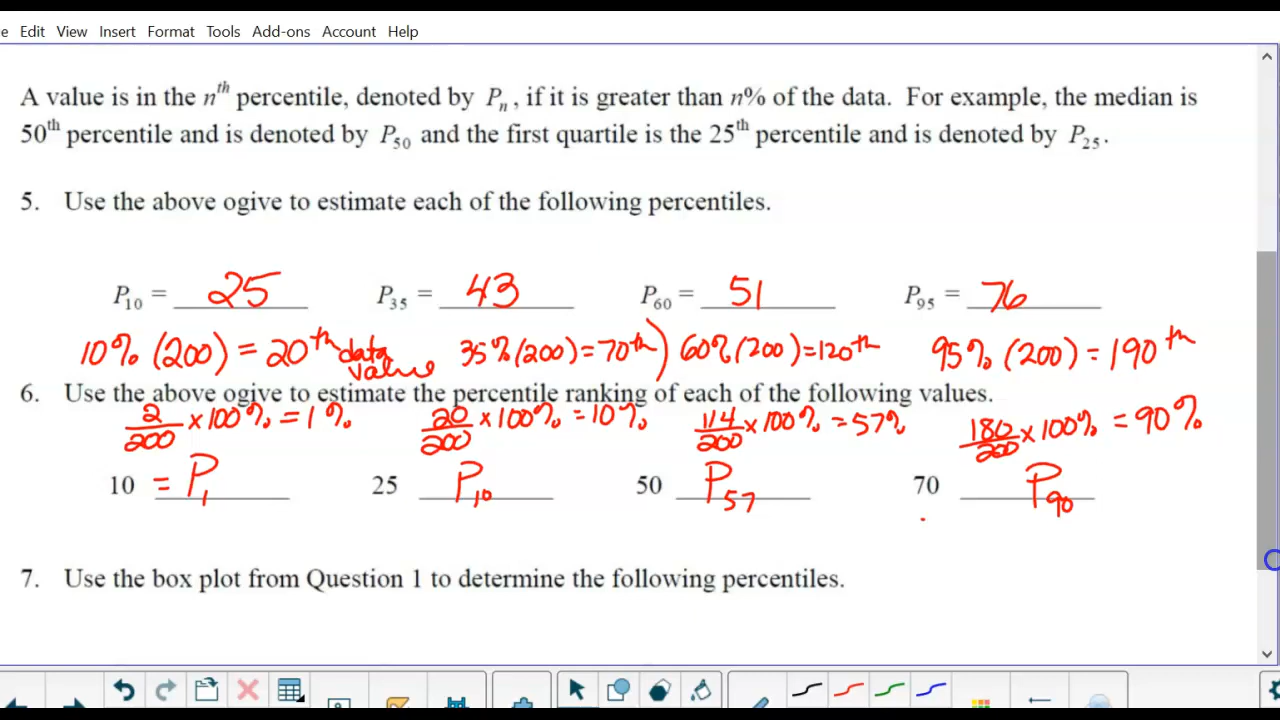 e Edit View Insert Format Tools Add-ons Account Help
A value is in the nth percentile, denoted by Pn, if it is greater than n% of the data. For example, the median is
50th percentile and is denoted by P50 and the first quartile is the 25th percentile and is denoted by P25.
5. Use the above ogive to estimate each of the following percentiles.
P10 = 25 P35 = 43 P60 = 51 P95 = 76
10% (200) = 20th data value 35% (200) = 70th) 60% (200) = 120th 95% (200) = 190th
6. Use the above ogive to estimate the percentile ranking of each of the following values.
2/200 x 100% = 1% 20/200 x 100% = 10% 114/200 x 100% = 57% 180/200 x 100% = 90%
10 = P1 25 P10 50 P57 70 P90
7. Use the box plot from Question 1 to determine the following percentiles.